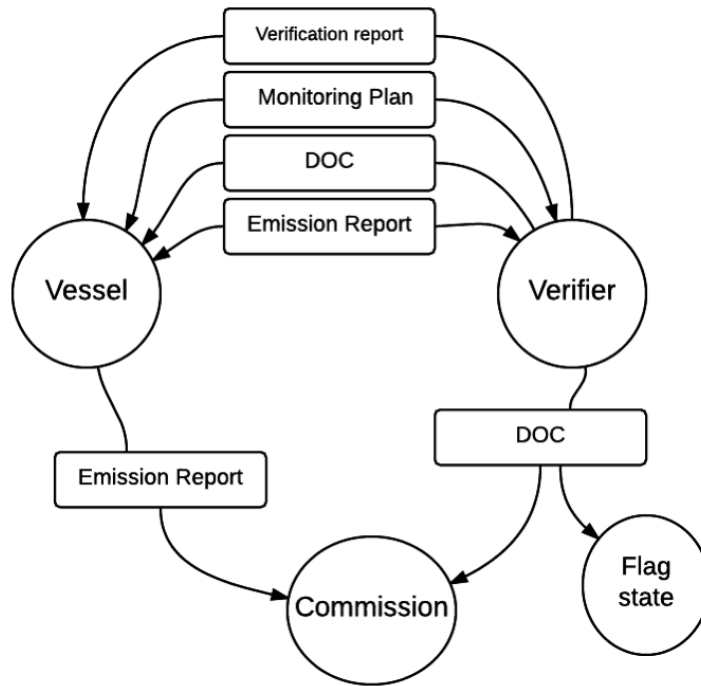 Verification report
Monitoring Plan
DOC
Emission Report
Vessel
Verifier
DOC
Emission Report
Commission
Flag
state